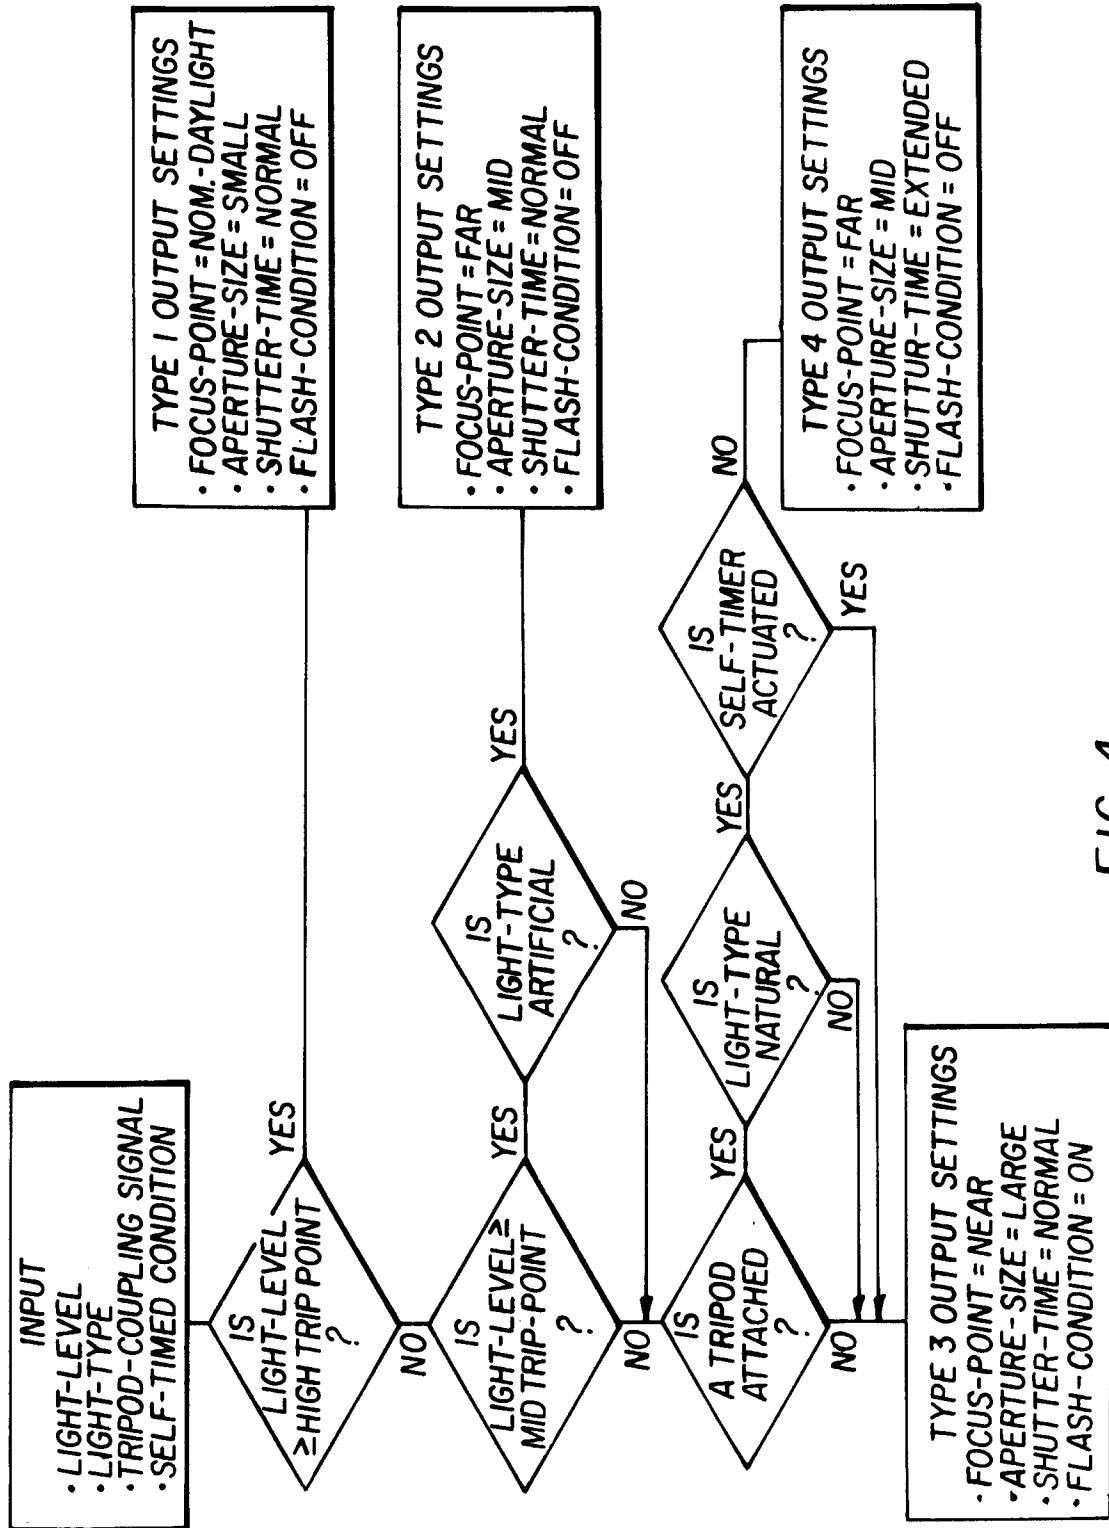 INPUT
· LIGHT-LEVEL
· LIGHT-TYPE
· TRIPOD-COUPLING SIGNAL
· SELF-TIMED CONDITION
IS
LIGHT-LEVEL
≥HIGH TRIP POINT
?
YES
NO
TYPE 1 OUTPUT SETTINGS
· FOCUS-POINT = NOM.-DAYLIGHT
· APERTURE-SIZE = SMALL
· SHUTTER-TIME = NORMAL
· FLASH-CONDITION = OFF
IS
LIGHT-LEVEL ≥
MID TRIP-POINT
?
YES
NO
IS
LIGHT-TYPE
ARTIFICIAL
?
YES
NO
TYPE 2 OUTPUT SETTINGS
· FOCUS-POINT = FAR
· APERTURE-SIZE = MID
· SHUTTER-TIME = NORMAL
· FLASH-CONDITION = OFF
IS
A TRIPOD
ATTACHED
?
YES
NO
IS
LIGHT-TYPE
NATURAL
?
YES
NO
IS
SELF-TIMER
ACTUATED
?
NO
YES
TYPE 4 OUTPUT SETTINGS
· FOCUS-POINT = FAR
· APERTURE-SIZE = MID
· SHUTTUR-TIME = EXTENDED
· FLASH-CONDITION = OFF
TYPE 3 OUTPUT SETTINGS
· FOCUS-POINT = NEAR
· APERTURE-SIZE = LARGE
· SHUTTER-TIME = NORMAL
· FLASH-CONDITION = ON
FIG. 4